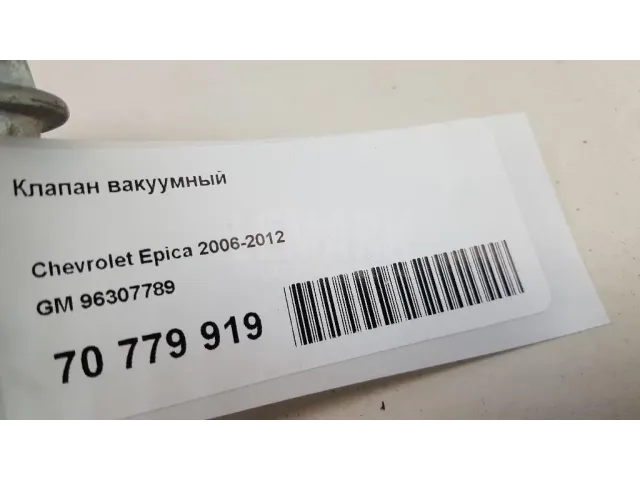 Клапан вакуумный
Chevrolet Epica 2006-2012
GM 96307789
70 779 919